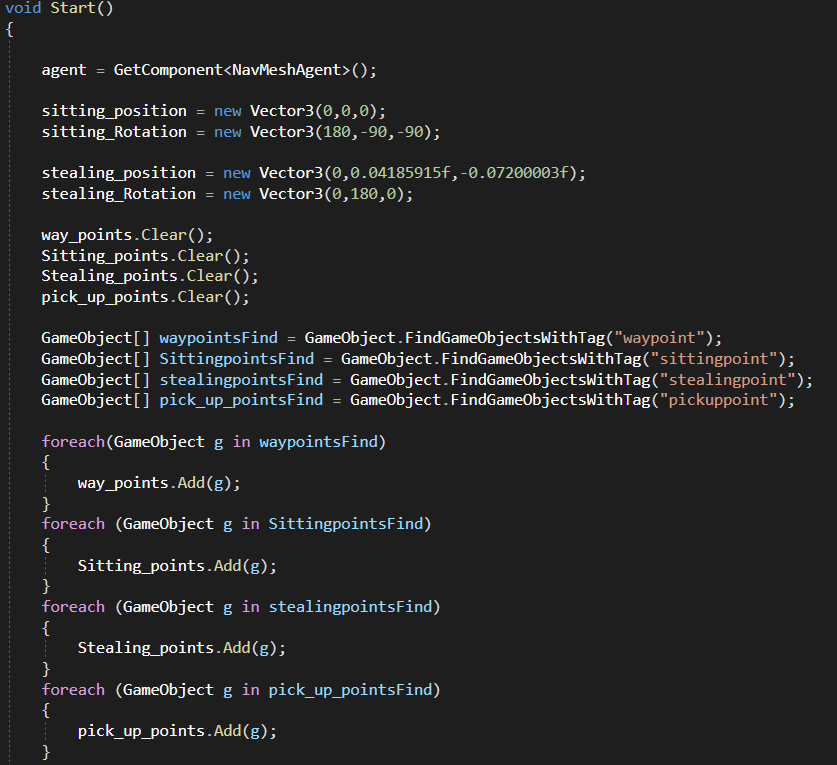 void Start()
{
agent = GetComponent<NavMeshAgent>();
sitting_position = new Vector3(0,0,0);
sitting_Rotation = new Vector3(180,-90,-90);
stealing_position = new Vector3(0,0.04185915f,-0.07200003f);
stealing_Rotation = new Vector3(0,180,0);
way_points.Clear();
Sitting_points.Clear();
Stealing_points.Clear();
pick_up_points.Clear();
GameObject[] waypointsFind = GameObject.FindGameObjectsWithTag("waypoint");
GameObject[] SittingpointsFind = GameObject.FindGameObjectsWithTag("sittingpoint");
GameObject[] stealingpointsFind = GameObject.FindGameObjectsWithTag("stealingpoint");
GameObject[] pick_up_pointsFind = GameObject.FindGameObjectsWithTag("pickuppoint");
foreach(GameObject g in waypointsFind)
{
way_points.Add(g);
}
foreach (GameObject g in SittingpointsFind)
{
Sitting_points.Add(g);
}
foreach (GameObject g in stealingpointsFind)
{
Stealing_points.Add(g);
}
foreach (GameObject g in pick_up_pointsFind)
{
pick_up_points.Add(g);
}